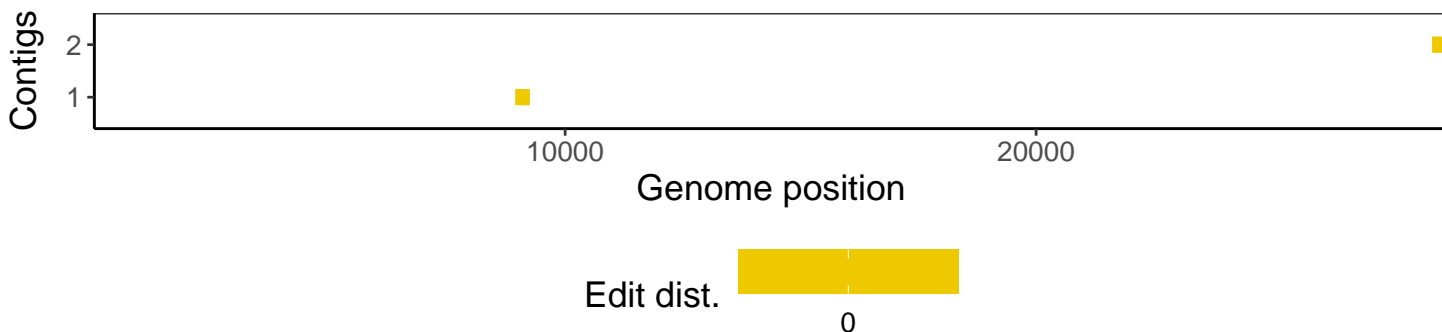 Contigs
2
1
10000
20000
Genome position
Edit dist.
0